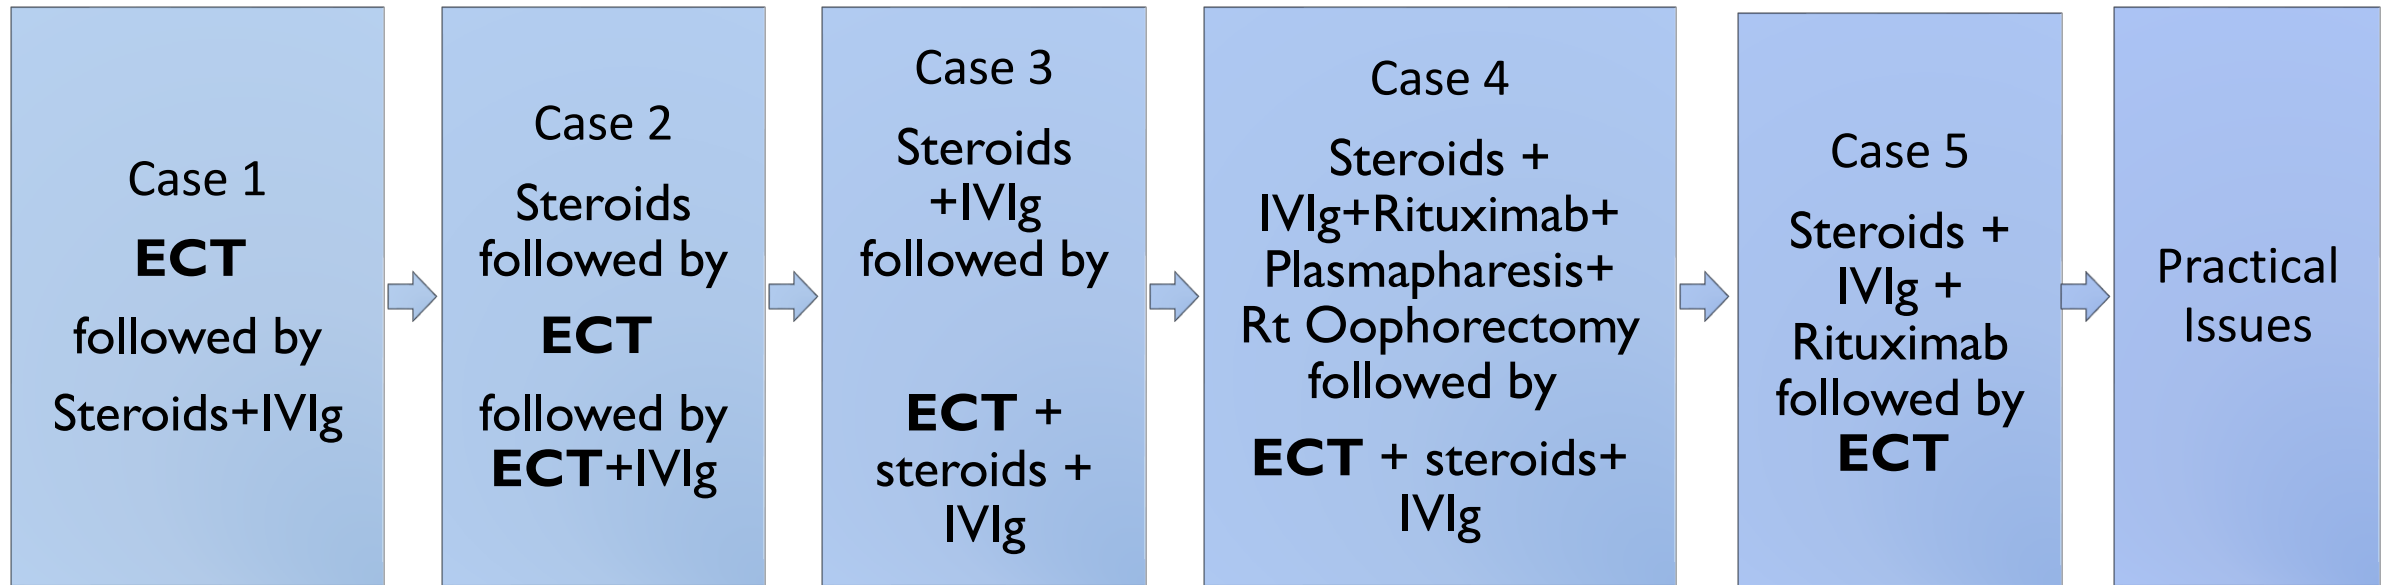 Case 1
ECT
followed by
Steroids+IVIg
Case 2
Steroids
followed by
ECT
followed by
ECT+IVIg
Case 3
Steroids
+IVIg
followed by
ECT +
steroids +
IVIg
Case 4
Steroids +
IVIg+Rituximab+
Plasmapharesis+
Rt Oophorectomy
followed by
ECT + steroids+
IVIg
Case 5
Steroids +
IVIg +
Rituximab
followed by
ECT
Practical
Issues